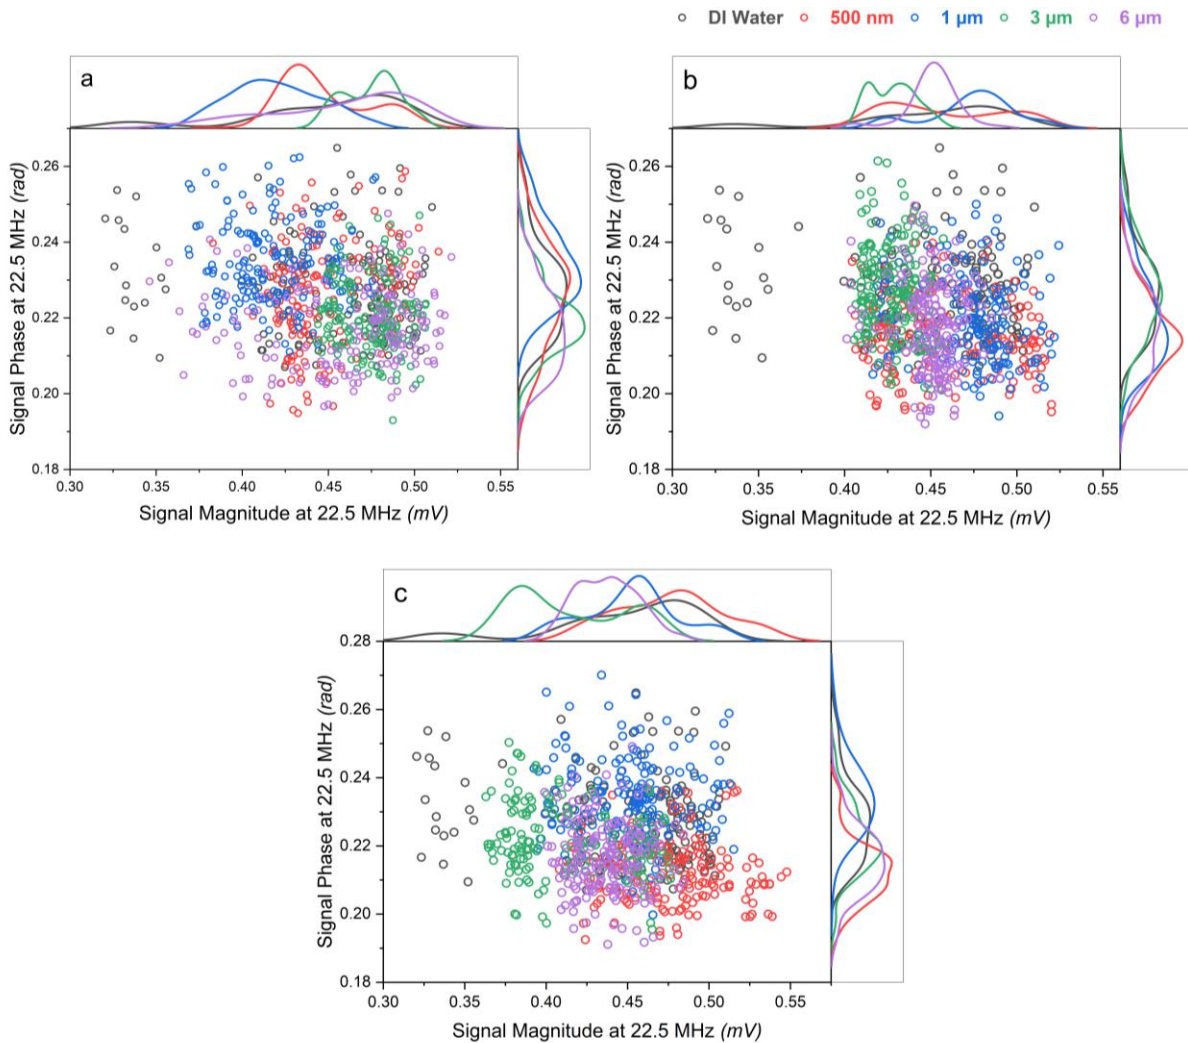 DI Water 500 nm 1 µm 3 µm 6 µm
a
0.26
0.24
0.22
0.20
0.18
0.30 0.35 0.40 0.45 0.50 0.55
Signal Phase at 22.5 MHz (rad)
Signal Magnitude at 22.5 MHz (mV)
b
0.26
0.24
0.22
0.20
0.18
0.30 0.35 0.40 0.45 0.50 0.55
Signal Phase at 22.5 MHz (rad)
Signal Magnitude at 22.5 MHz (mV)
c
0.28
0.26
0.24
0.22
0.20
0.18
0.30 0.35 0.40 0.45 0.50 0.55
Signal Phase at 22.5 MHz (rad)
Signal Magnitude at 22.5 MHz (mV)